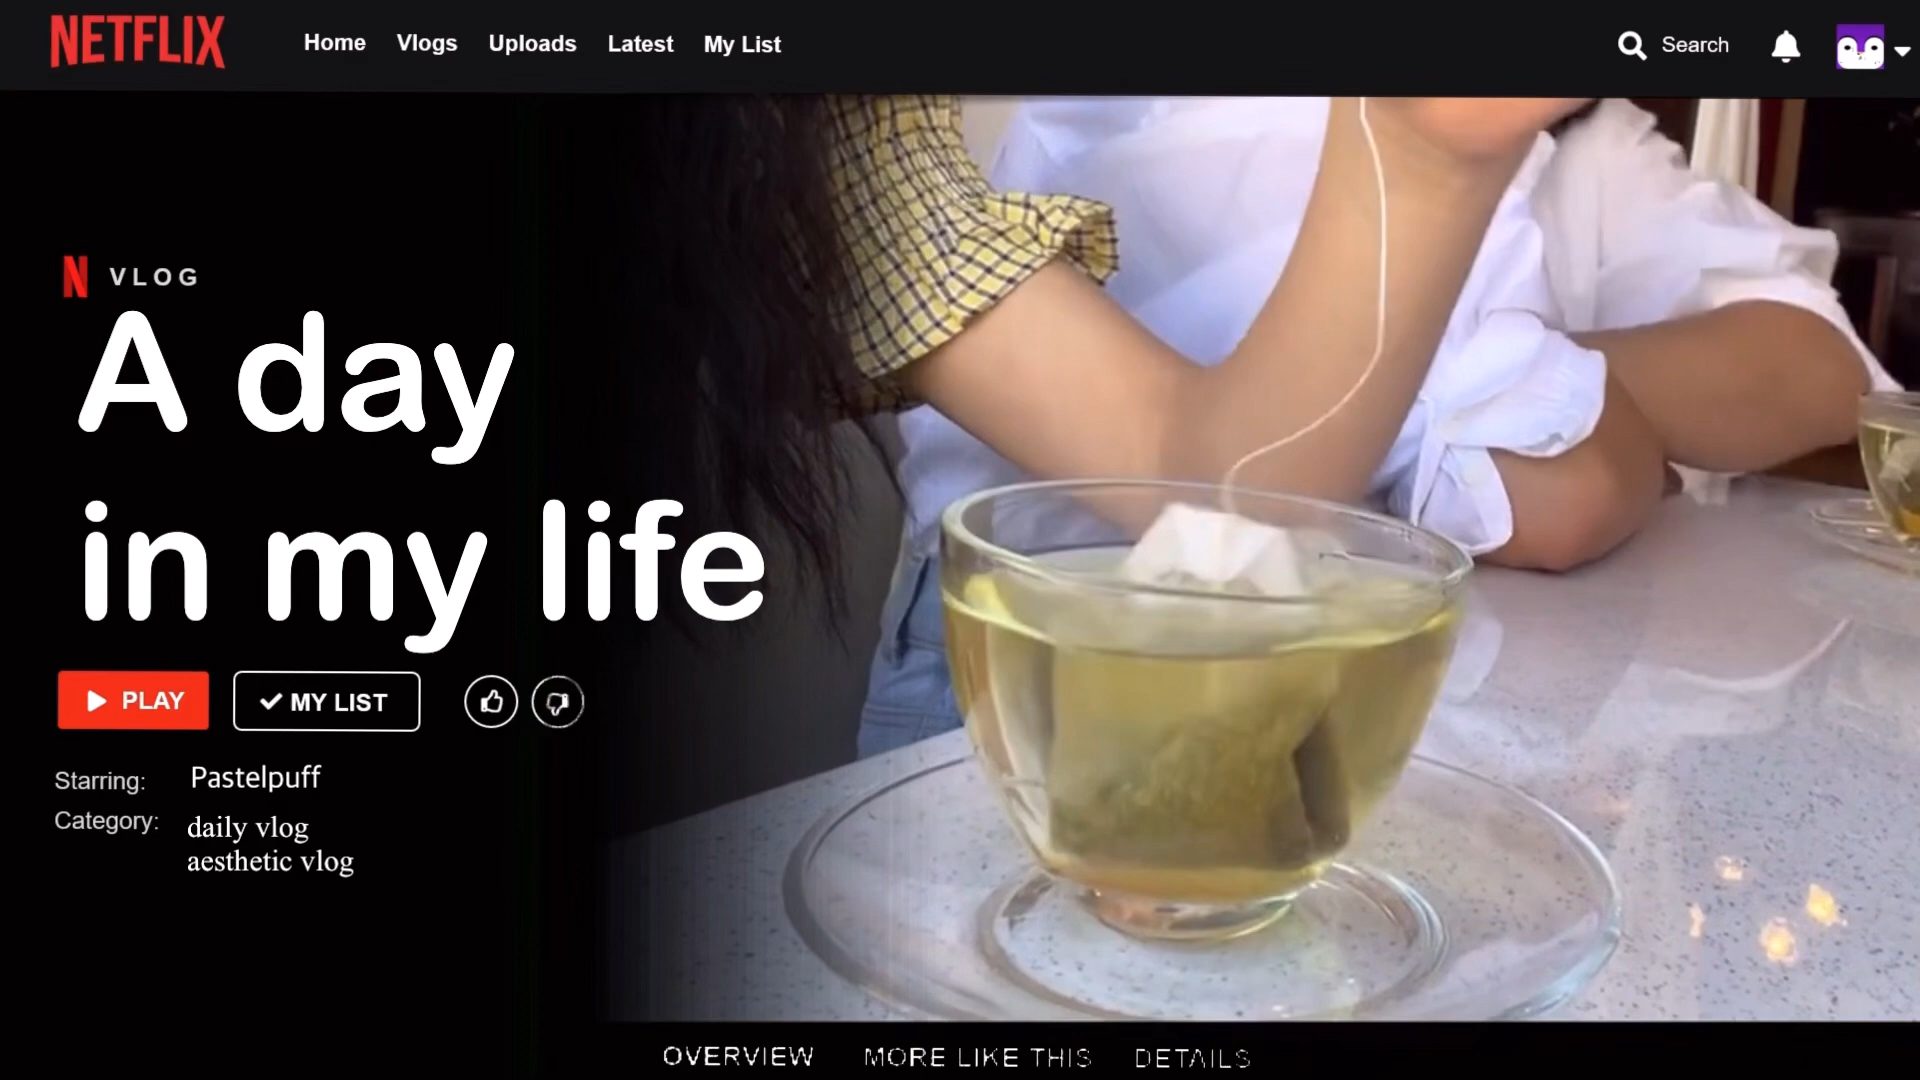 NETFLIX
Home Vlogs Uploads Latest My List
Search
N VLOG
A day
in my life
PLAY
MY LIST
Starring: Pastelpuff
Category: daily vlog
aesthetic vlog
OVERVIEW MORE LIKE THIS DETAILS